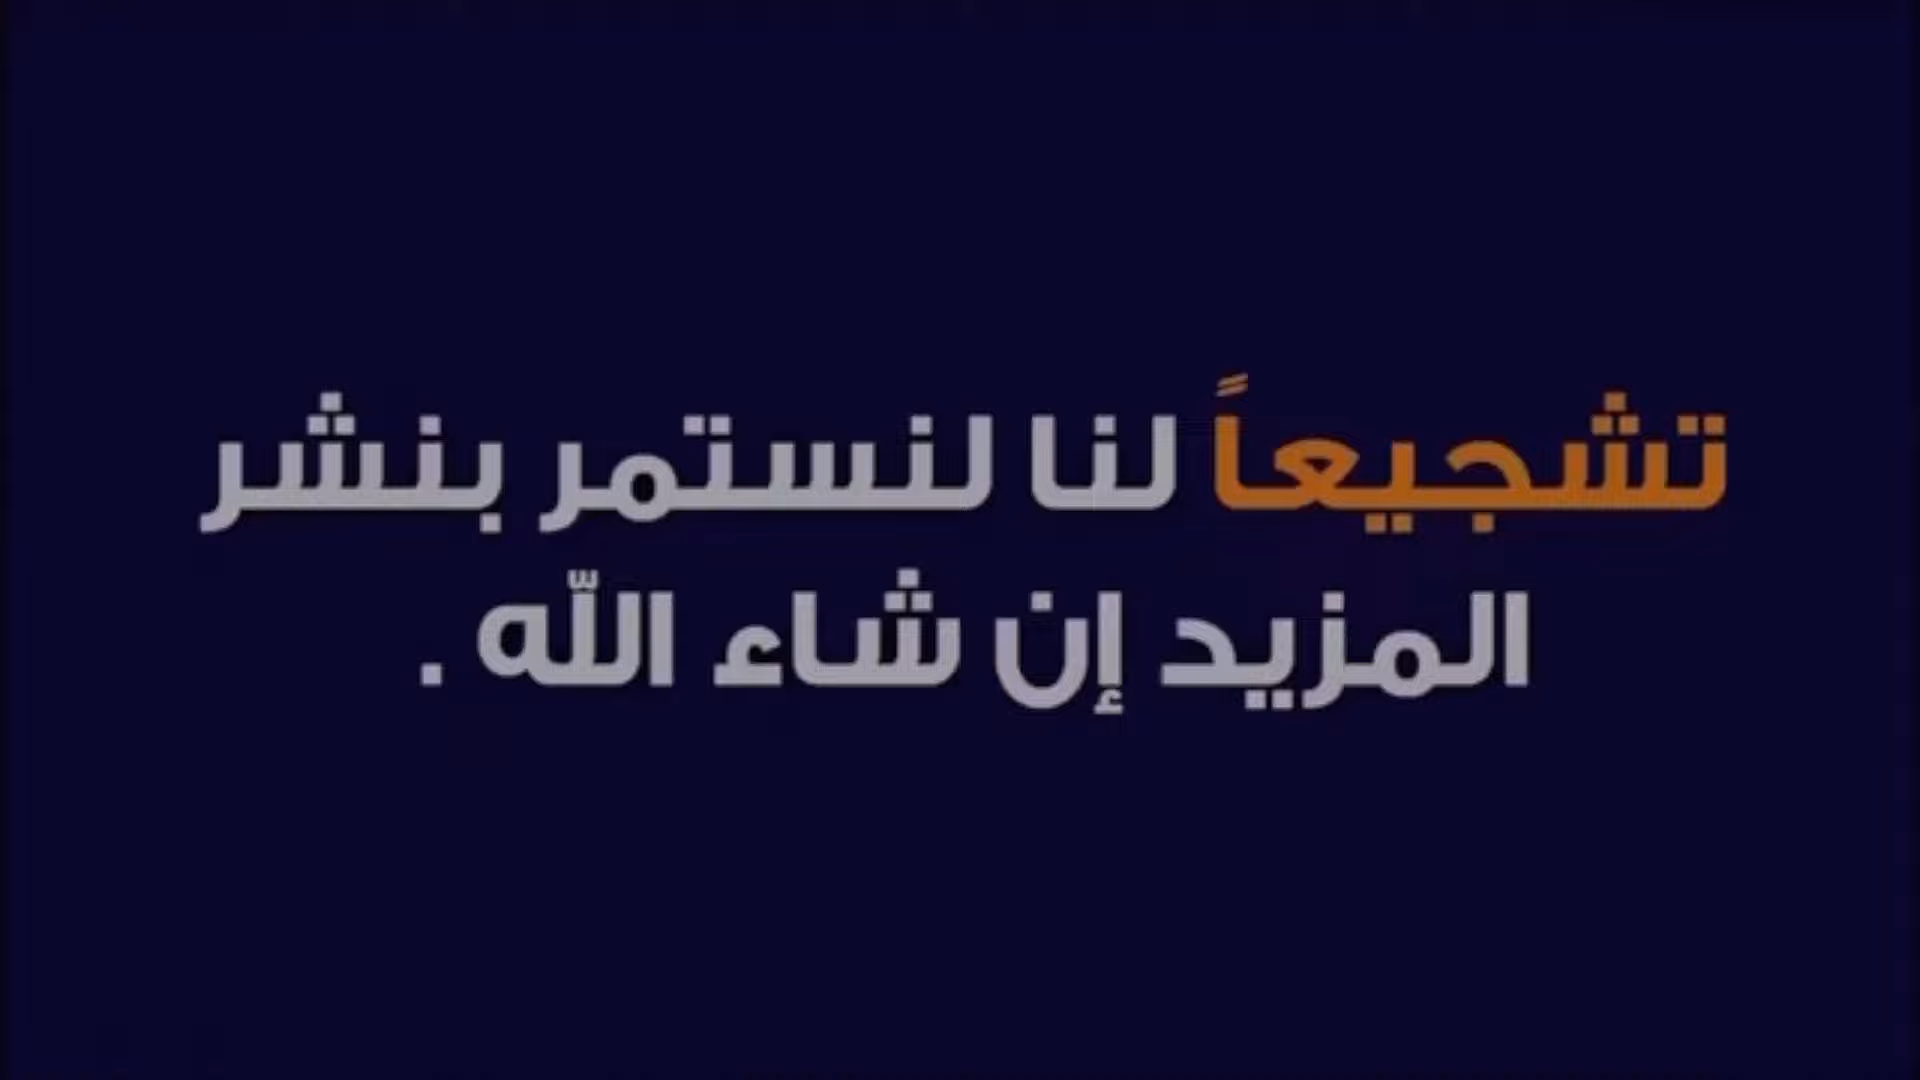 تشجيعاً لنا لنستمر بنشر
المزيد إن شاء اللّه .